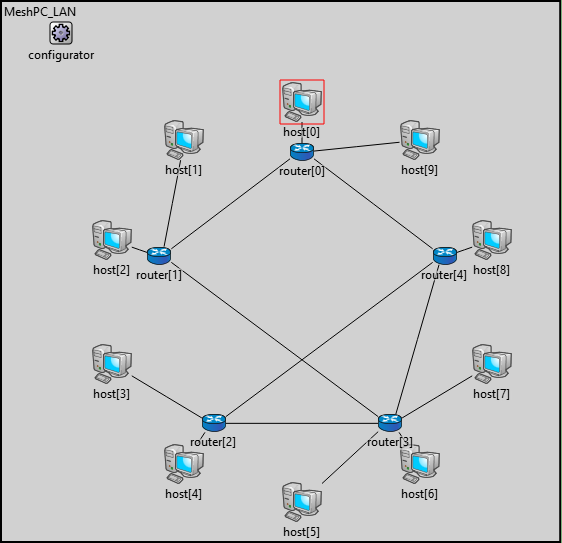 MeshPC_LAN
configurator
host[0]
host[1]
router[0]
host[9]
host[2]
router[1]
router[4]
host[8]
host[3]
host[7]
router[2]
router[3]
host[4]
host[6]
host[5]